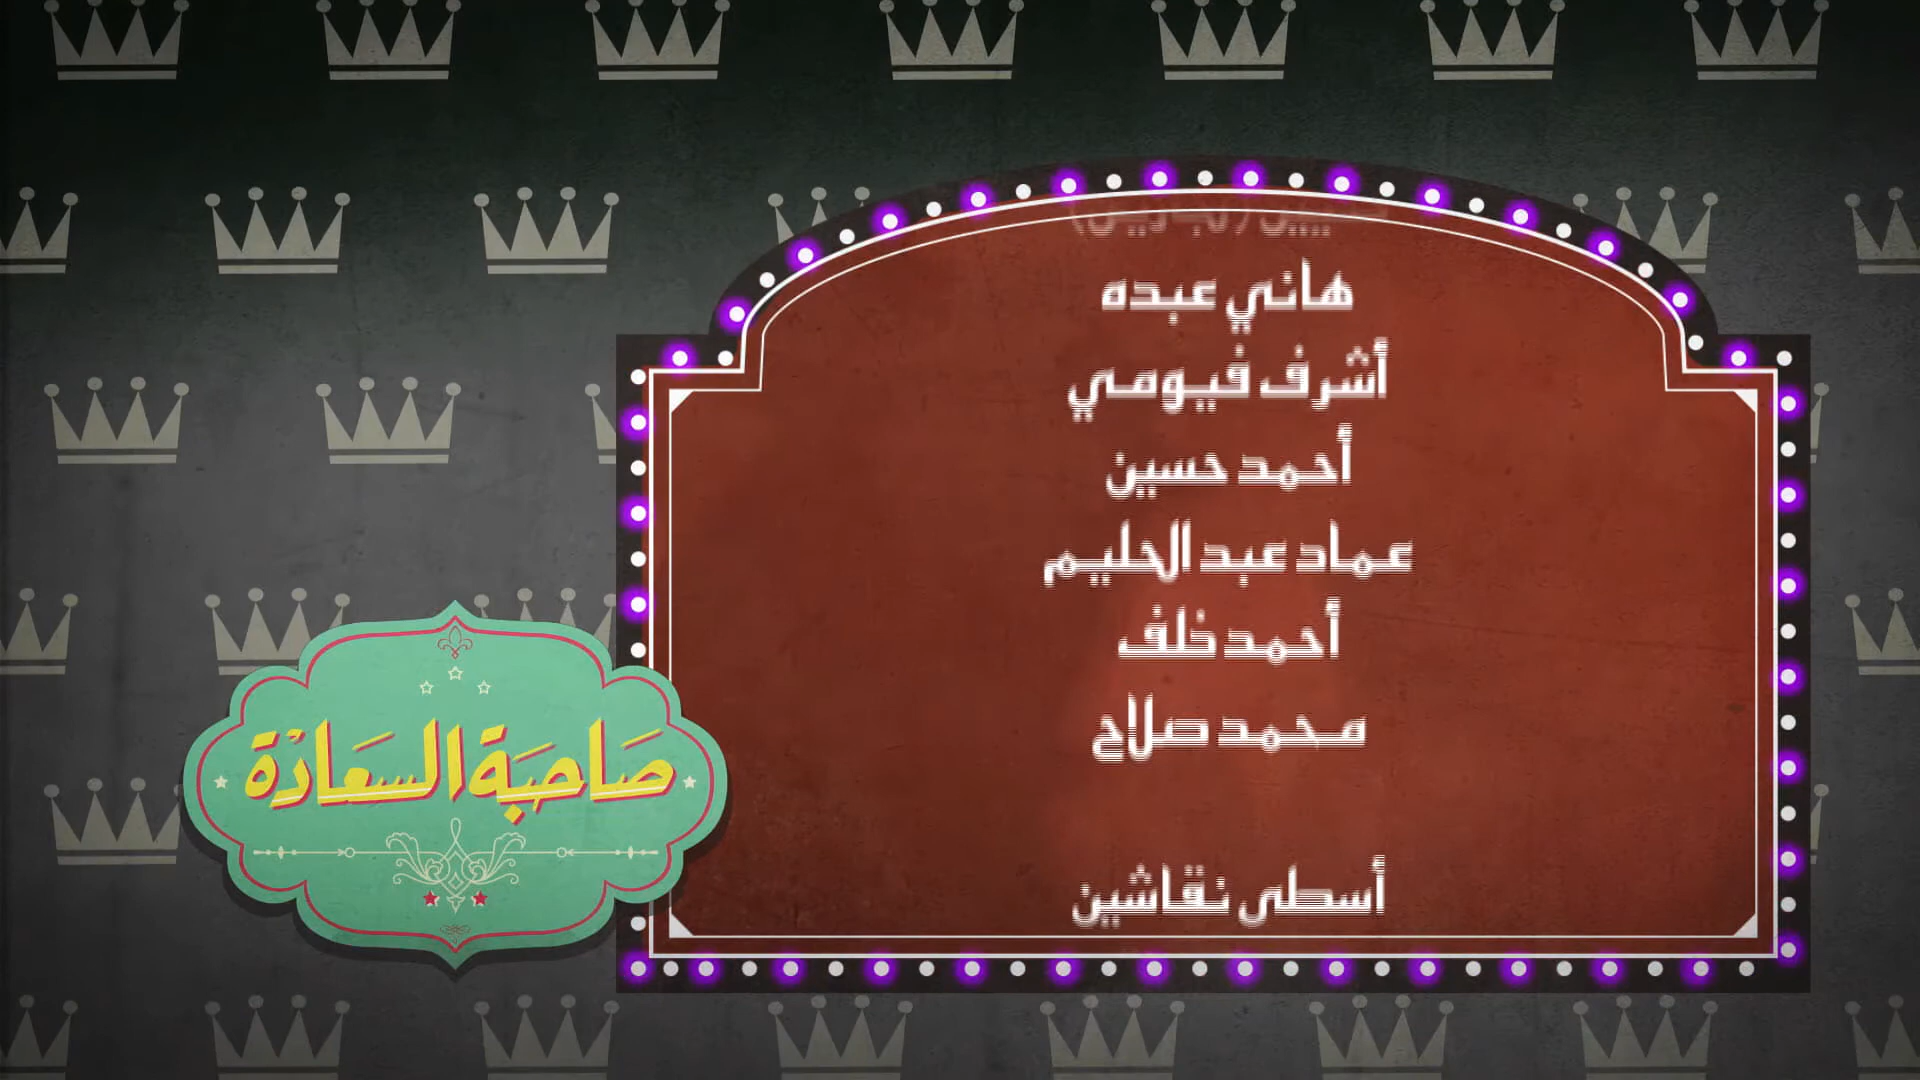 هاني عبده
أشرف فيومي
أحمد حسين
عماد عبد الحليم
أحمد خلف
محمد صلاح
أسطى نقاشين
صاحبة السعادة